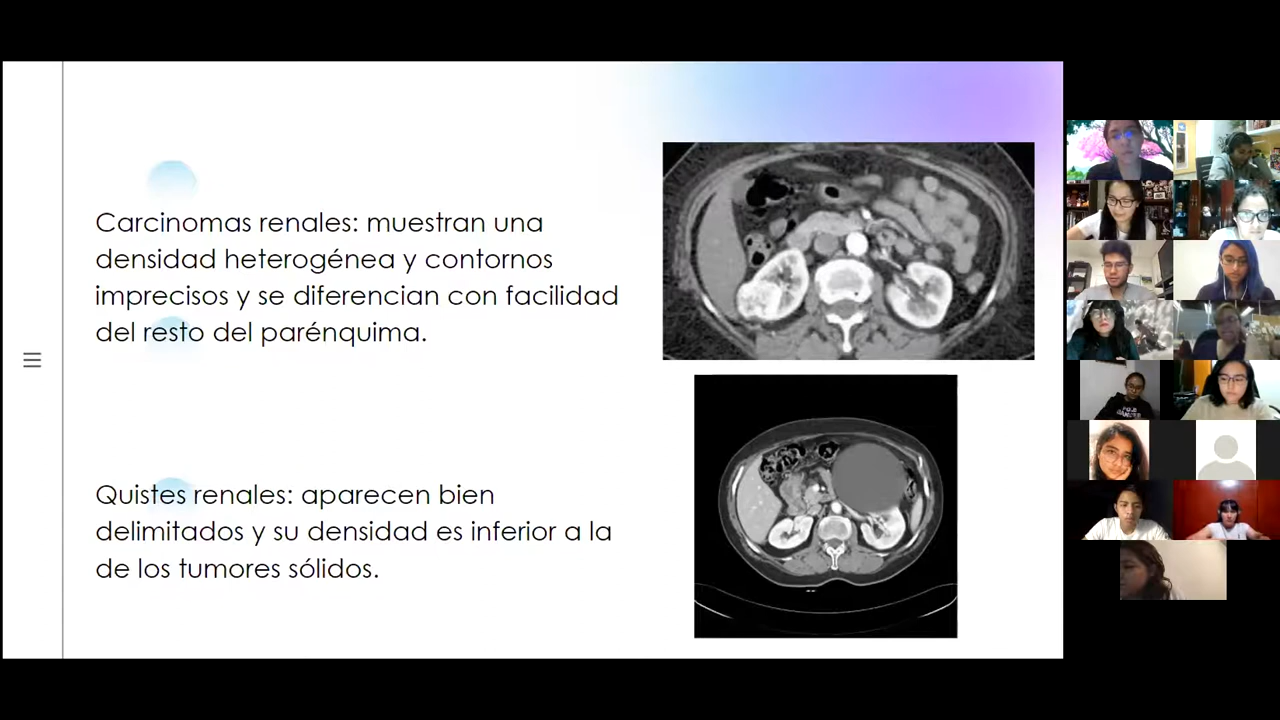 Carcinomas renales: muestran una
densidad heterogénea y contornos
imprecisos y se diferencian con facilidad
del resto del parénquima.
Quistes renales: aparecen bien
delimitados y su densidad es inferior a la
de los tumores sólidos.